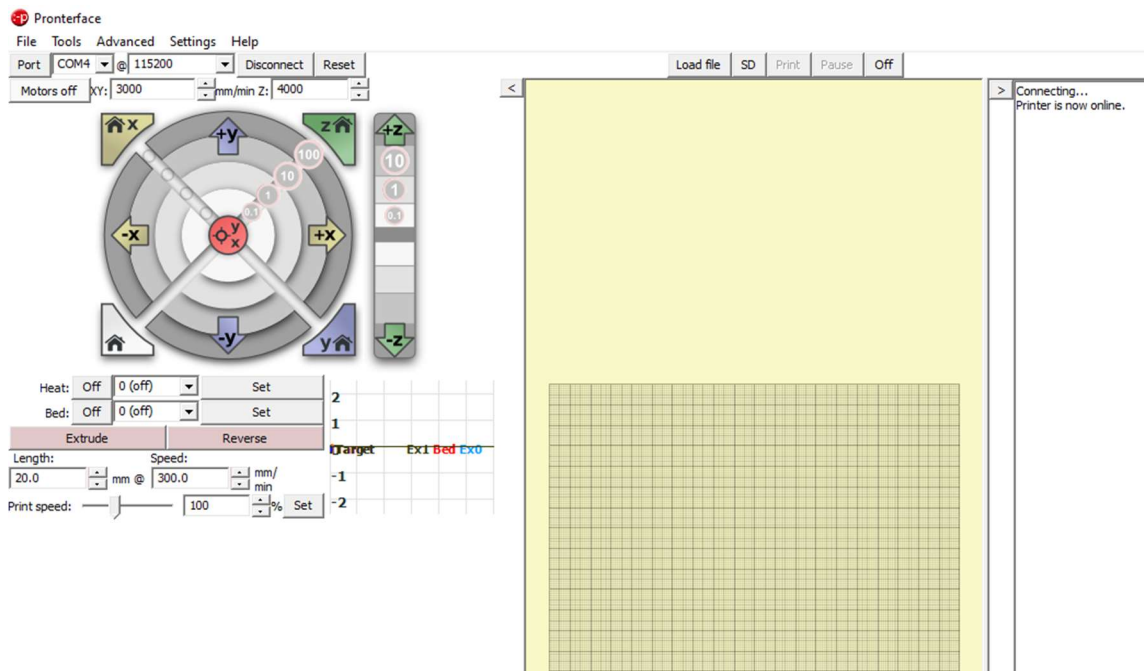 Pronterface
File Tools Advanced Settings Help
Port COM4 @ 115200 Disconnect Reset Load file SD Print Pause Off
Motors off XY: 3000 mm/min Z: 4000 < >
Connecting...
Printer is now online.
x +y z +z
100 10
10 1
1 0.1
0.1
-x y x +x
-y y -z
Heat: Off 0 (off) Set
Bed: Off 0 (off) Set
Extrude Reverse
Length: Speed:
20.0 mm @ 300.0 mm/
min
Print speed: 100 % Set
2
1
Target Ex1 Bed Ex0
-1
-2